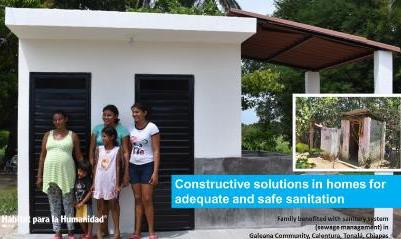 Constructive solutions in homes for
adequate and safe sanitation
Hábitat para la Humanidad®
Family benefited with sanitary system
(sewage management) in
Galeana Community, Calentura, Tonalá, Chiapas